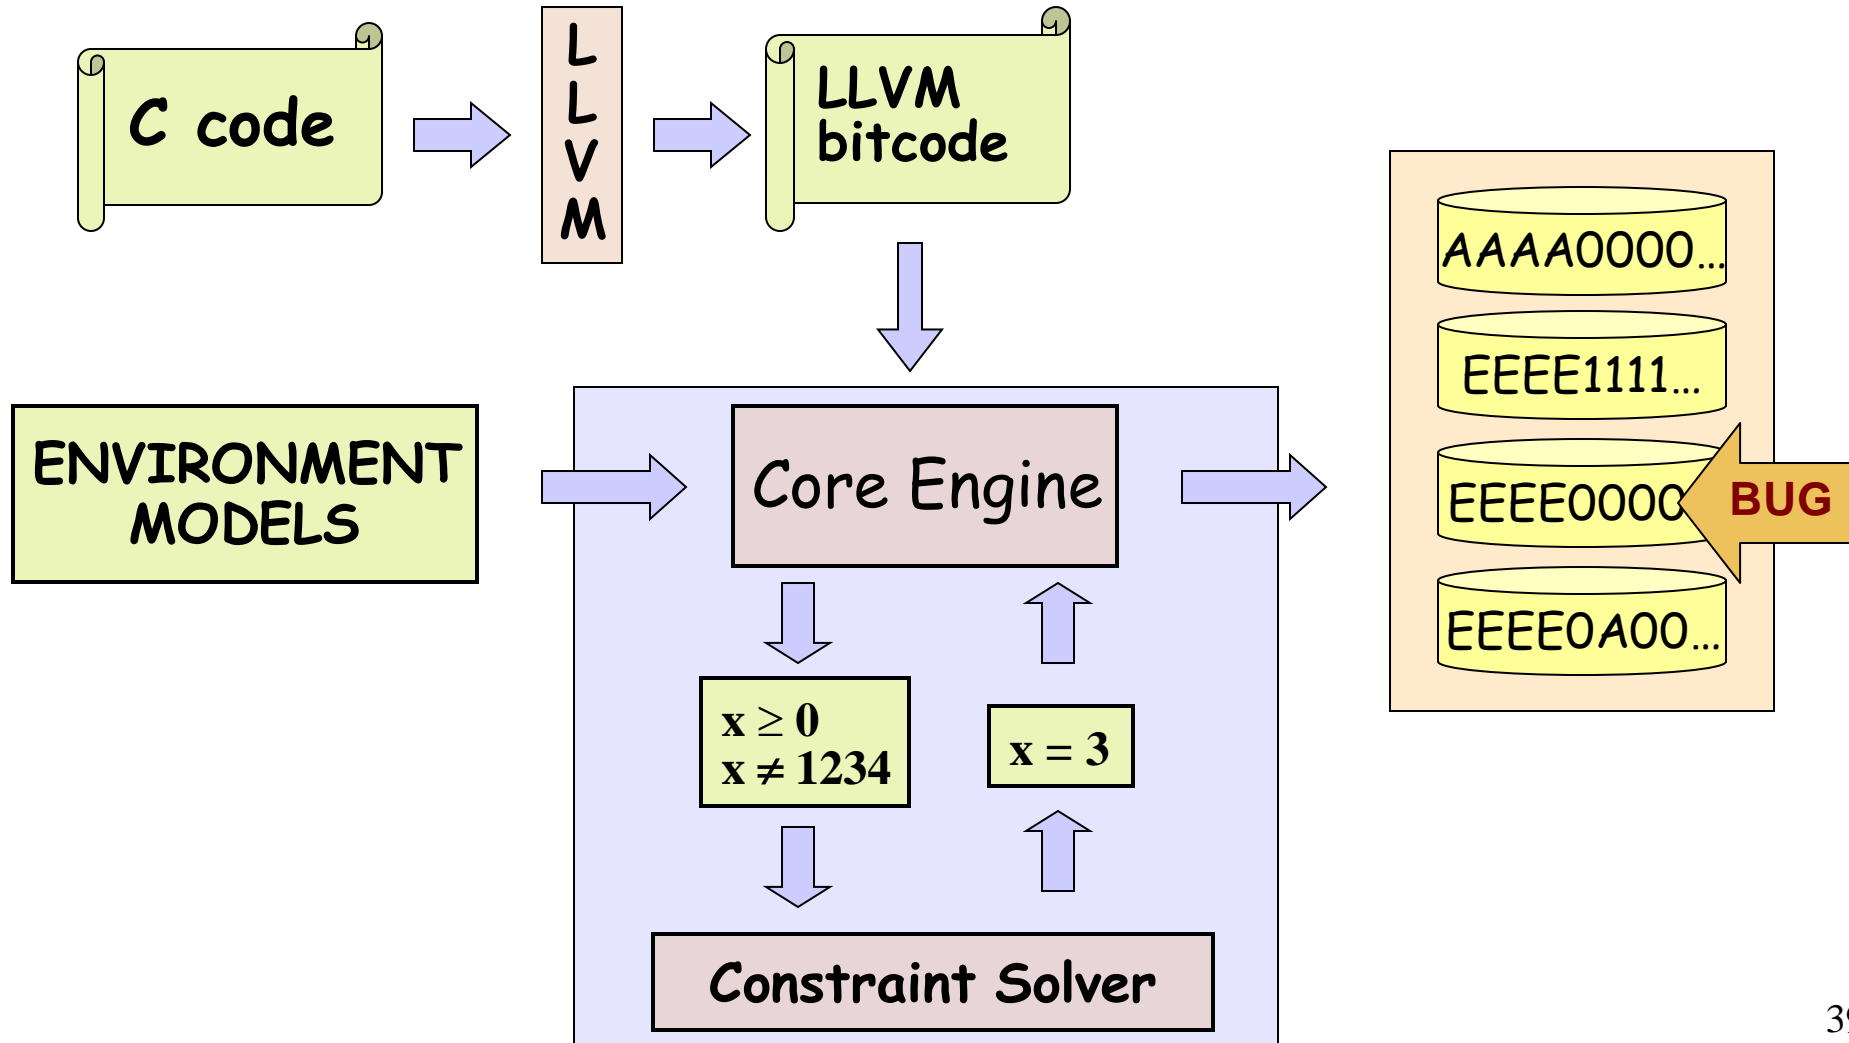 C code
L
L
V
M
LLVM
bitcode
AAAA0000...
EEEE1111...
EEEE0000
BUG
EEEE0A00...
ENVIRONMENT
MODELS
Core Engine
x ≥ 0
x ≠ 1234
x = 3
Constraint Solver